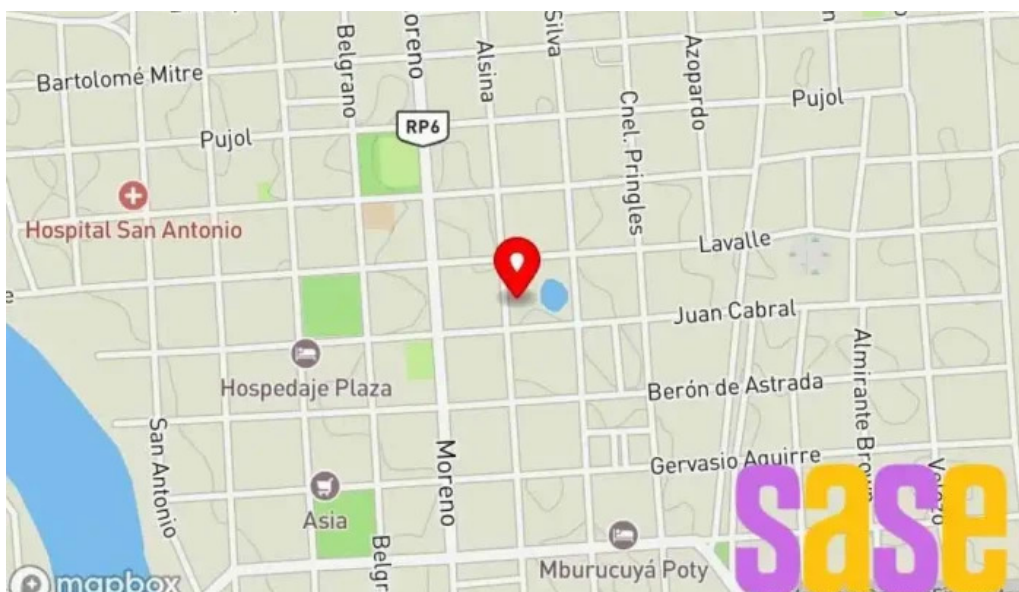 Bartolomé Mitre
Belgrano
oreno
Alsina
Silva
Azopardo
Pujol
RP6
Pujol
Cnel. Pringles
Hospital San Antonio
Lavalle
Juan Cabral
Hospedaje Plaza
Berón de Astrada
Almirante Brown
San Antonio
Moreno
Gervasio Aguirre
Asia
Belgr
Mburucuyá Poty
mapbox
sase